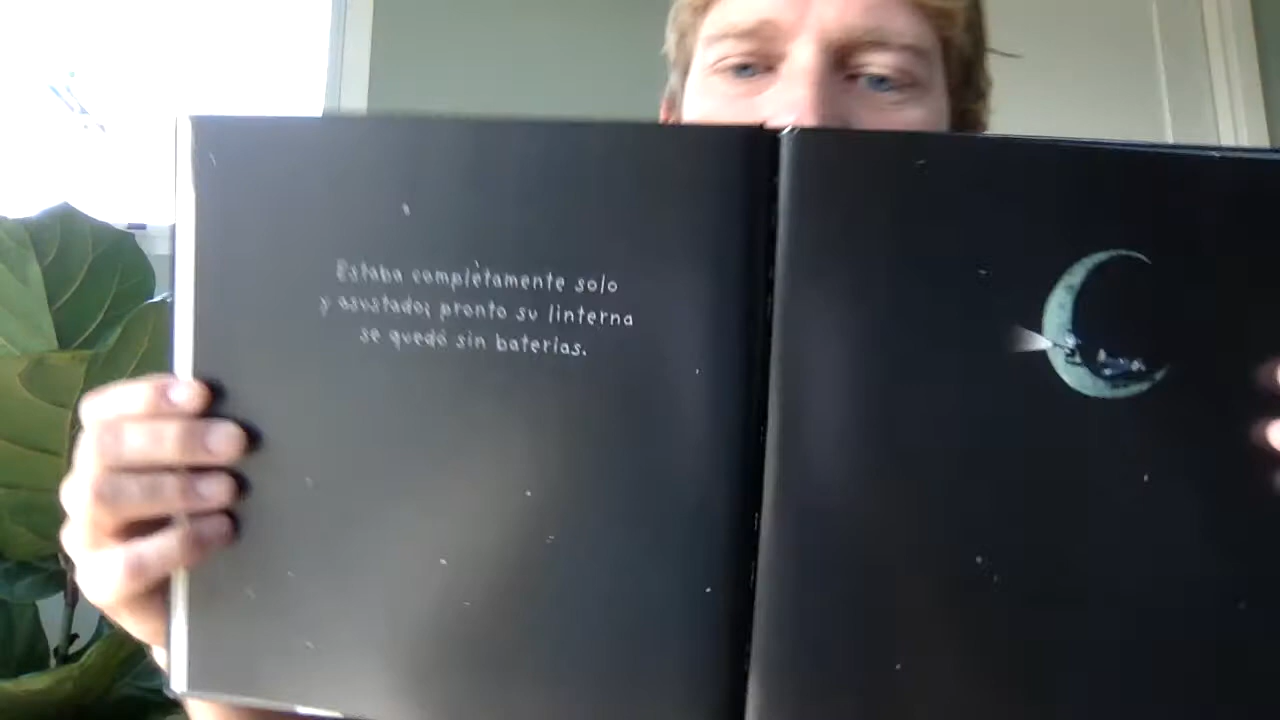 Estaba completamente solo
y asustado; pronto su linterna
se quedó sin baterías.